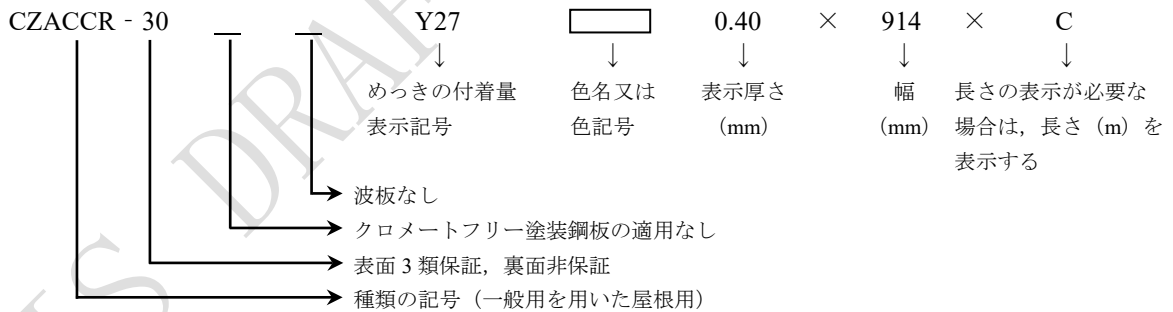 CZACCR - 30 Y27 0.40 × 914 × C
↓ ↓ ↓ ↓ ↓
めっきの付着量 色名又は 表示厚さ 幅 長さの表示が必要な
表示記号 色記号 (mm) (mm) 場合は，長さ（m）を
表示する
波板なし
クロメートフリー塗装鋼板の適用なし
表面 3 類保証，裏面非保証
種類の記号（一般用を用いた屋根用）
S DRAF